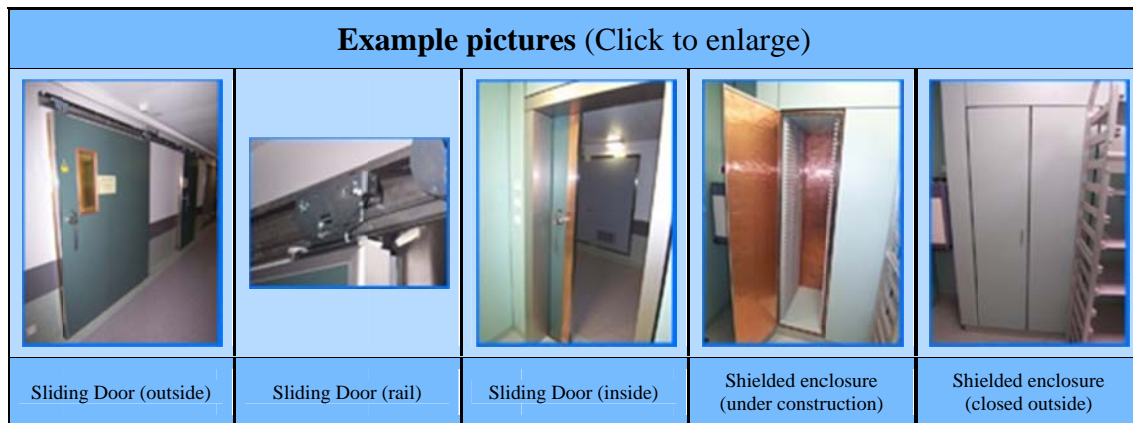 Example pictures (Click to enlarge)
Sliding Door (outside)
Sliding Door (rail)
Sliding Door (inside)
Shielded enclosure
(under construction)
Shielded enclosure
(closed outside)